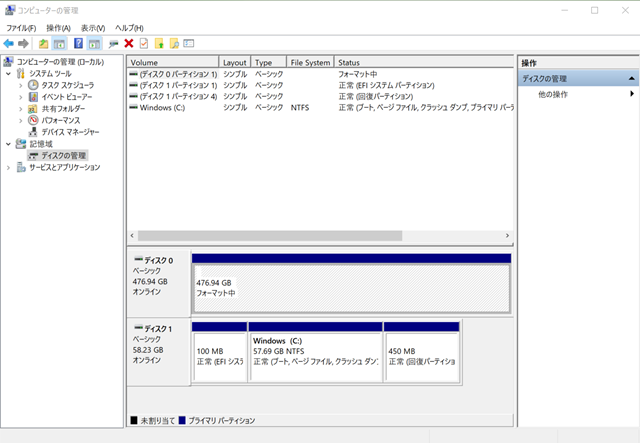 コンピューターの管理
ファイル(F) 操作(A) 表示(V) ヘルプ(H)
コンピューターの管理 (ローカル)
システム ツール
タスク スケジューラ
イベント ビューアー
共有フォルダー
パフォーマンス
デバイス マネージャー
記憶域
ディスクの管理
サービスとアプリケーション
Volume Layout Type File System Status
(ディスク 0 パーティション 1) シンプル ベーシック フォーマット中
(ディスク 1 パーティション 1) シンプル ベーシック 正常 (EFI システム パーティション)
(ディスク 1 パーティション 4) シンプル ベーシック 正常 (回復パーティション)
Windows (C:) シンプル ベーシック NTFS 正常 (ブート, ページ ファイル, クラッシュ ダンプ, プライマリ パーテ
操作
ディスクの管理
他の操作
ディスク 0
ベーシック
476.94 GB
オンライン
476.94 GB
フォーマット中
ディスク 1
ベーシック
58.23 GB
オンライン
100 MB
正常 (EFI システ
Windows (C:)
57.69 GB NTFS
正常 (ブート, ページ ファイル, クラッシュ ダン
450 MB
正常 (回復パーティショ
未割り当て プライマリ パーティション